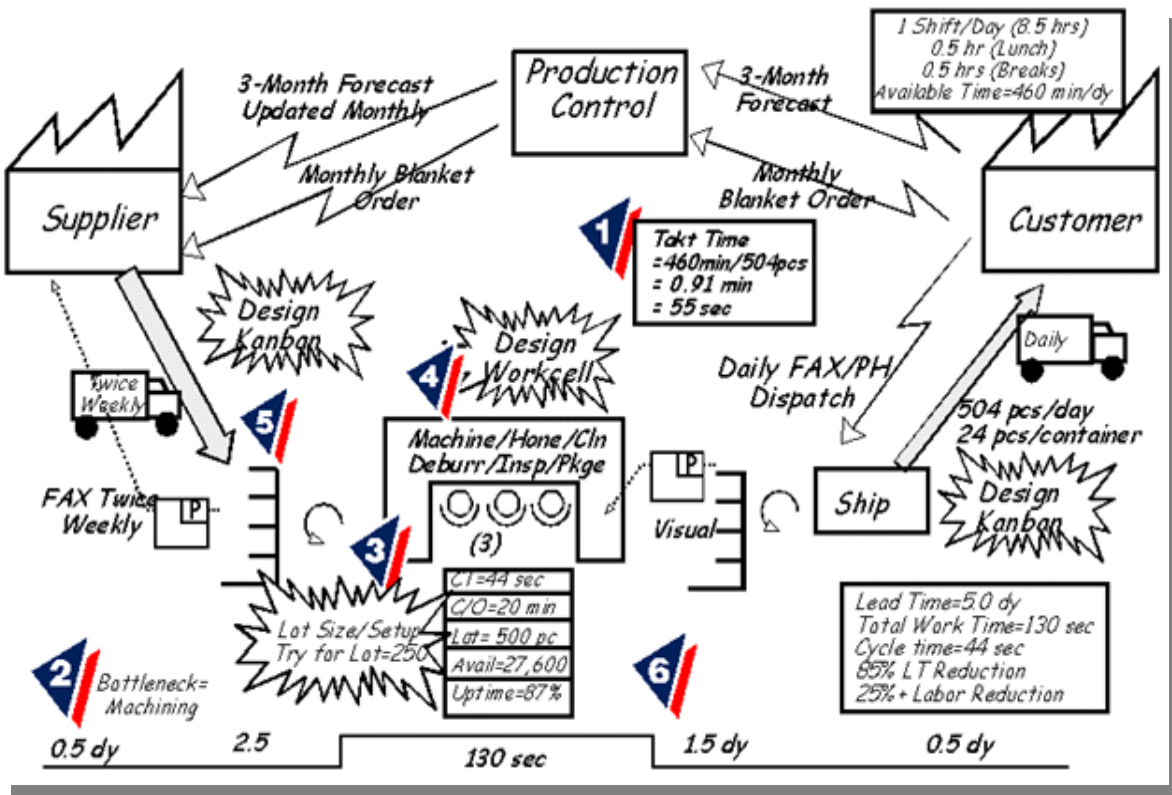 1 Shift/Day (8.5 hrs)
0.5 hr (Lunch)
0.5 hrs (Breaks)
Available Time=460 min/dy
Production
Control
3-Month Forecast
Updated Monthly
3-Month
Forecast
Monthly Blanket
Order
Monthly
Blanket Order
Supplier
Customer
1
Takt Time
=460min/504pcs
= 0.91 min
= 55 sec
Design
Kanban
Design
Workcell
4
Daily
Twice
Weekly
Daily FAX/PH
Dispatch
5
504 pcs/day
24 pcs/container
Machine/Hone/Cln
Deburr/Insp/Pkge
P
FAX Twice
Weekly
P
Visual
Ship
Design
Kanban
3
(3)
CT=44 sec
C/O=20 min
Lat= 500 pc
Avail=27,600
Uptime=87%
Lot Size/Setup
Try for Lot=250
Lead Time=5.0 dy
Total Work Time=130 sec
Cycle time=44 sec
85% LT Reduction
25%+ Labor Reduction
2
Bottleneck=
Machining
6
0.5 dy
2.5
130 sec
1.5 dy
0.5 dy